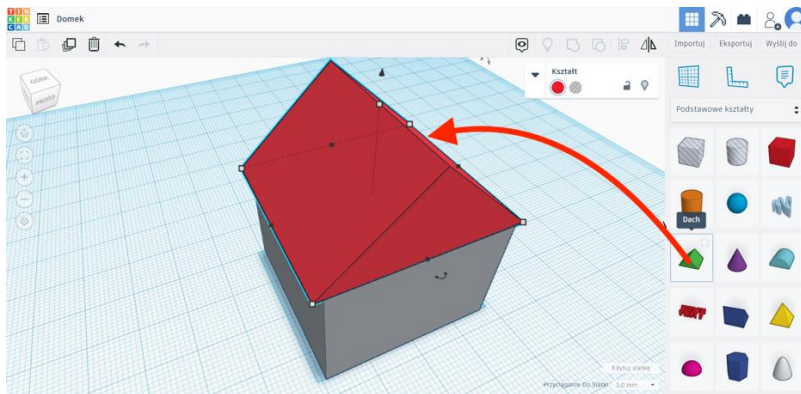 TIN
KER
CAD
Domek
Importuj
Eksportuj
Wyślij do
GÓRA
PRZÓD
Kształt
Podstawowe kształty
Dach
TEXT
Edytuj siatkę
Przyciąganie Do Siatki
1.0 mm